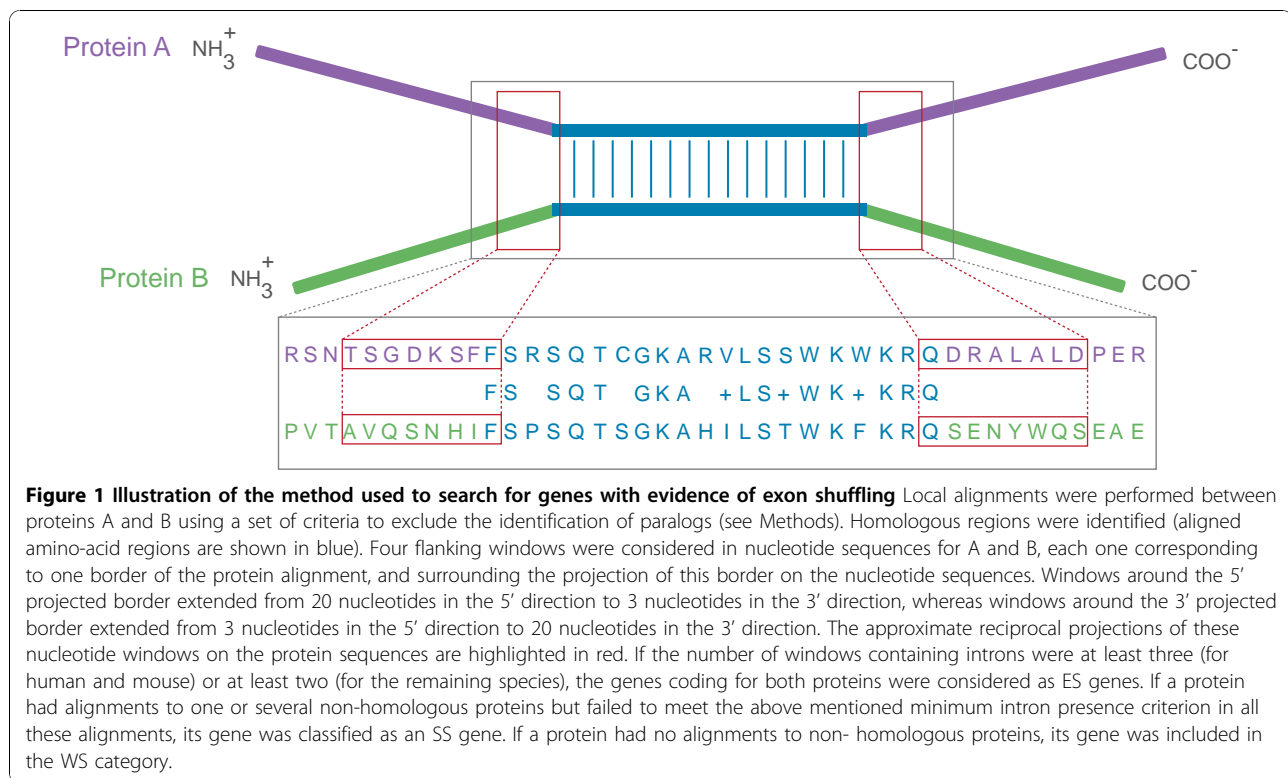 Protein A NH3+
COO-
Protein B NH3+
COO-
RSNTSGDKSFFSRSQTCGKARVLSSWKWKRQDRALALDPER
FS SQT GKA +LS+WK+KRQ
PVTAVQSNHIFSPSQTSGKAHILSTWKFKRQSENYWQSEAE
Figure 1 Illustration of the method used to search for genes with evidence of exon shuffling Local alignments were performed between
proteins A and B using a set of criteria to exclude the identification of paralogs (see Methods). Homologous regions were identified (aligned
amino-acid regions are shown in blue). Four flanking windows were considered in nucleotide sequences for A and B, each one corresponding
to one border of the protein alignment, and surrounding the projection of this border on the nucleotide sequences. Windows around the 5’
projected border extended from 20 nucleotides in the 5’ direction to 3 nucleotides in the 3’ direction, whereas windows around the 3’ projected
border extended from 3 nucleotides in the 5’ direction to 20 nucleotides in the 3’ direction. The approximate reciprocal projections of these
nucleotide windows on the protein sequences are highlighted in red. If the number of windows containing introns were at least three (for
human and mouse) or at least two (for the remaining species), the genes coding for both proteins were considered as ES genes. If a protein
had alignments to one or several non-homologous proteins but failed to meet the above mentioned minimum intron presence criterion in all
these alignments, its gene was classified as an SS gene. If a protein had no alignments to non- homologous proteins, its gene was included in
the WS category.